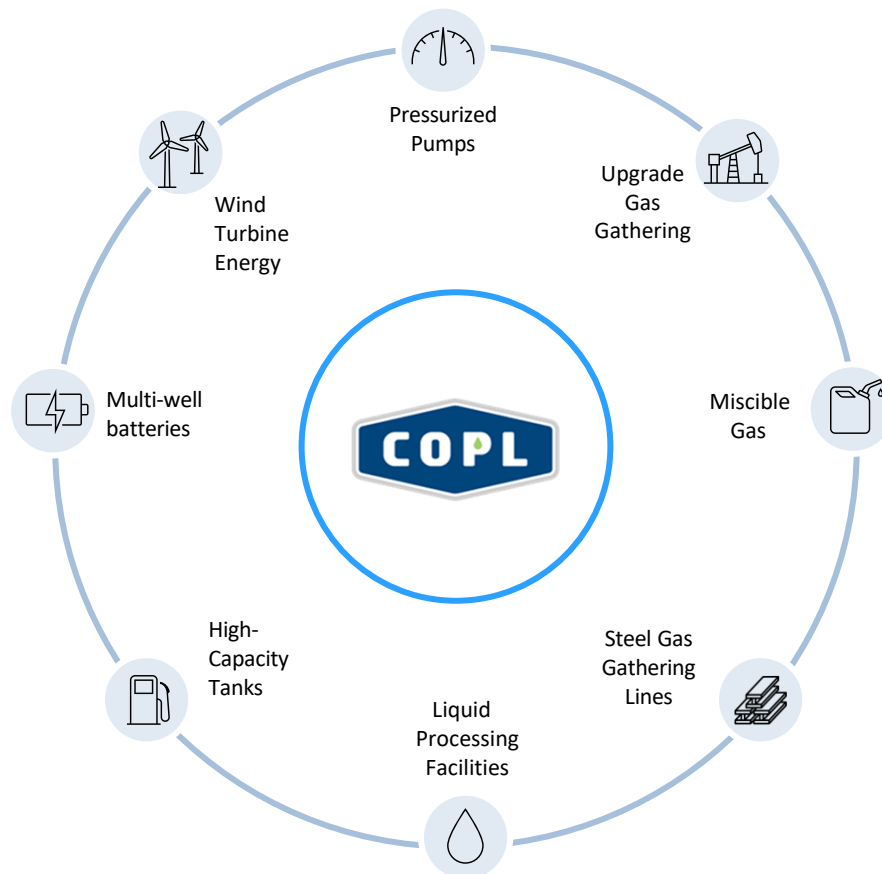 Pressurized
Pumps
Upgrade
Gas
Gathering
Miscible
Gas
Steel Gas
Gathering
Lines
Liquid
Processing
Facilities
High-
Capacity
Tanks
Multi-well
batteries
Wind
Turbine
Energy
COPL